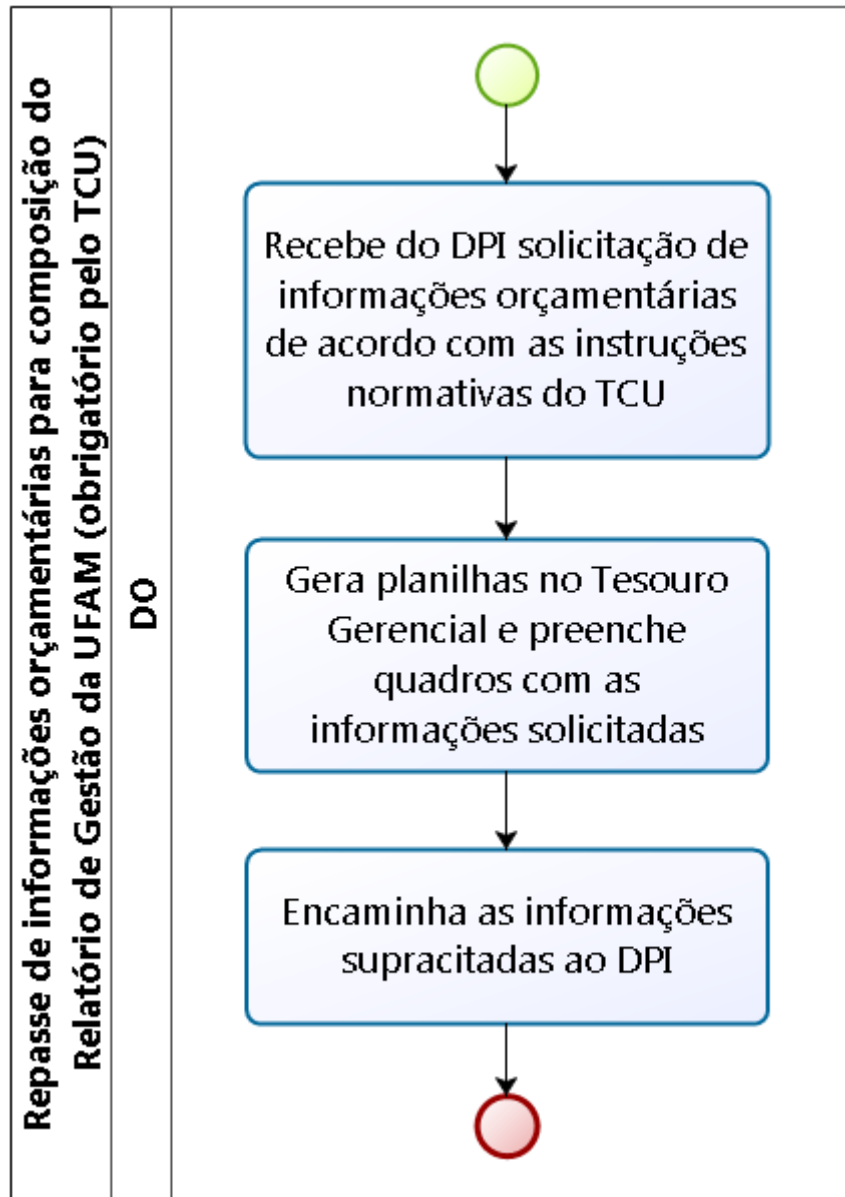 Repasse de informações orçamentárias para composição do
Relatório de Gestão da UFAM (obrigatório pelo TCU)
DO
Recebe do DPI solicitação de
informações orçamentárias
de acordo com as instruções
normativas do TCU
Gera planilhas no Tesouro
Gerencial e preenche
quadros com as
informações solicitadas
Encaminha as informações
supracitadas ao DPI